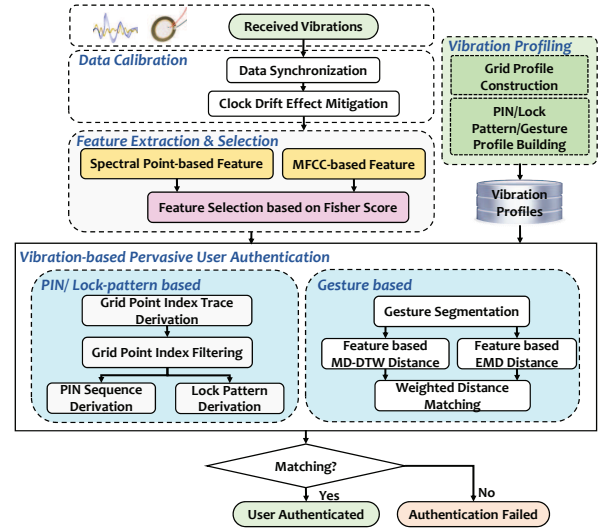 Received Vibrations
Data Calibration
Data Synchronization
Clock Drift Effect Mitigation
Vibration Profiling
Grid Profile
Construction
PIN/Lock
Pattern/Gesture
Profile Building
Feature Extraction & Selection
Spectral Point-based Feature
MFCC-based Feature
Feature Selection based on Fisher Score
Vibration
Profiles
Vibration-based Pervasive User Authentication
PIN/ Lock-pattern based
Grid Point Index Trace
Derivation
Grid Point Index Filtering
PIN Sequence
Derivation
Lock Pattern
Derivation
Gesture based
Gesture Segmentation
Feature based
MD-DTW Distance
Feature based
EMD Distance
Weighted Distance
Matching
Matching?
Yes
No
User Authenticated
Authentication Failed